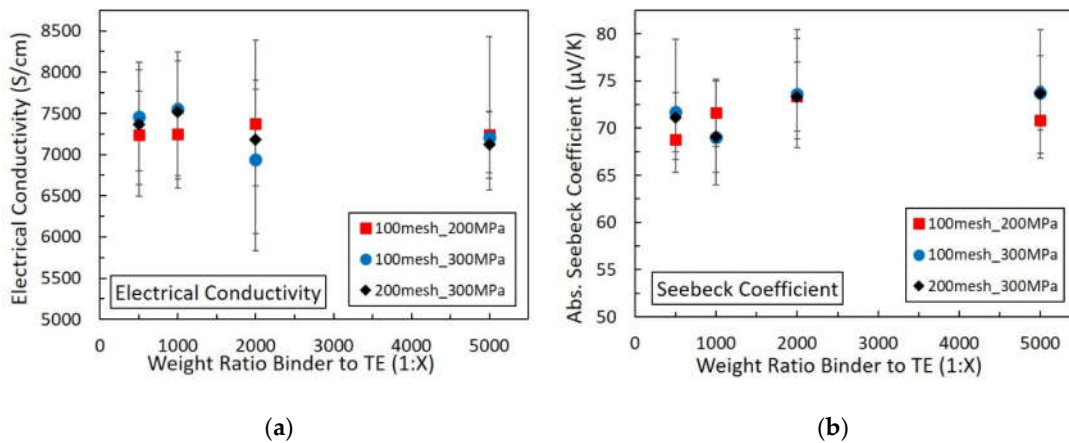 8500
8000
7500
7000
6500
6000
5500
5000
Electrical Conductivity (S/cm)
100mesh_200MPa
100mesh_300MPa
200mesh_300MPa
Electrical Conductivity
0 1000 2000 3000 4000 5000
Weight Ratio Binder to TE (1:X)
(a)
80
75
70
65
60
55
50
Abs. Seebeck Coefficient (µV/K)
100mesh_200MPa
100mesh_300MPa
200mesh_300MPa
Seebeck Coefficient
0 1000 2000 3000 4000 5000
Weight Ratio Binder to TE (1:X)
(b)